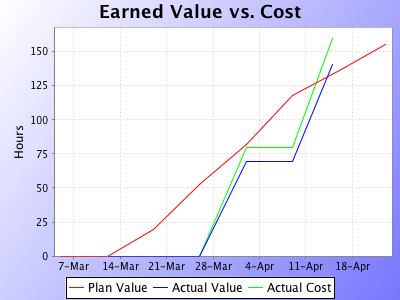 Earned Value vs. Cost
Hours
150
125
100
75
50
25
0
7-Mar 14-Mar 21-Mar 28-Mar 4-Apr 11-Apr 18-Apr
Plan Value Actual Value Actual Cost